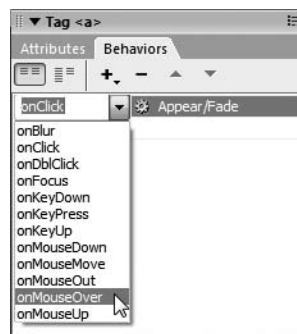 Tag <a>
Attributes Behaviors
onClick Appear/Fade
onBlur
onClick
onDblClick
onFocus
onKeyDown
onKeyPress
onKeyUp
onMouseDown
onMouseMove
onMouseOut
onMouseOver
onMouseUp